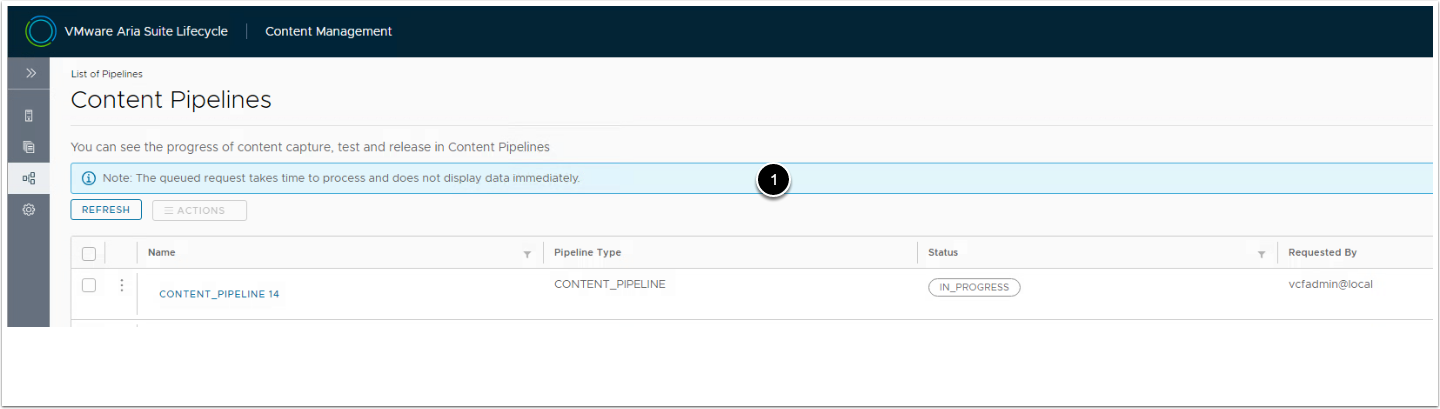 VMware Aria Suite Lifecycle Content Management
List of Pipelines
Content Pipelines
You can see the progress of content capture, test and release in Content Pipelines
Note: The queued request takes time to process and does not display data immediately.
1
REFRESH ACTIONS
Name Pipeline Type Status Requested By
CONTENT_PIPELINE 14 CONTENT_PIPELINE IN_PROGRESS vcfadmin@local